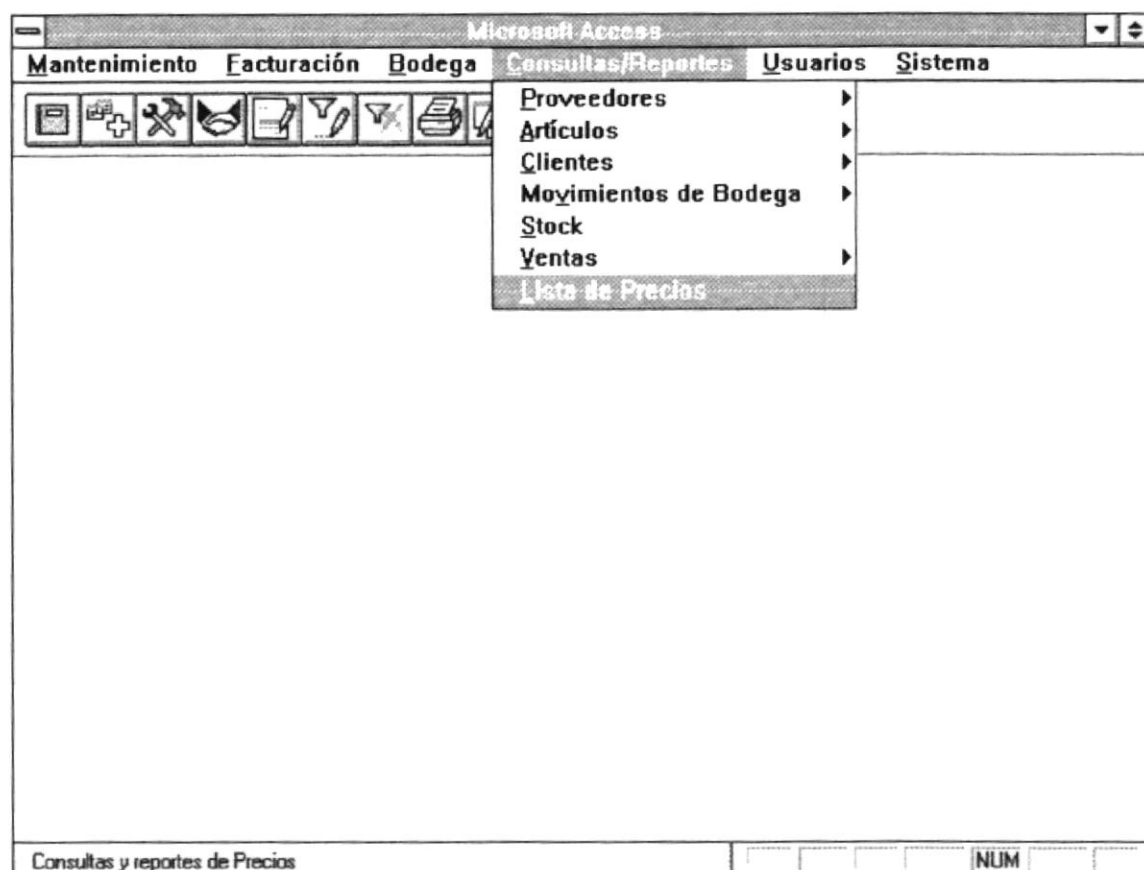 Microsoft Access
Mantenimiento Facturación Bodega Consultas/Reportes Usuarios Sistema
Proveedores
Artículos
Clientes
Movimientos de Bodega
Stock
Ventas
Lista de Precios
Consultas y reportes de Precios NUM